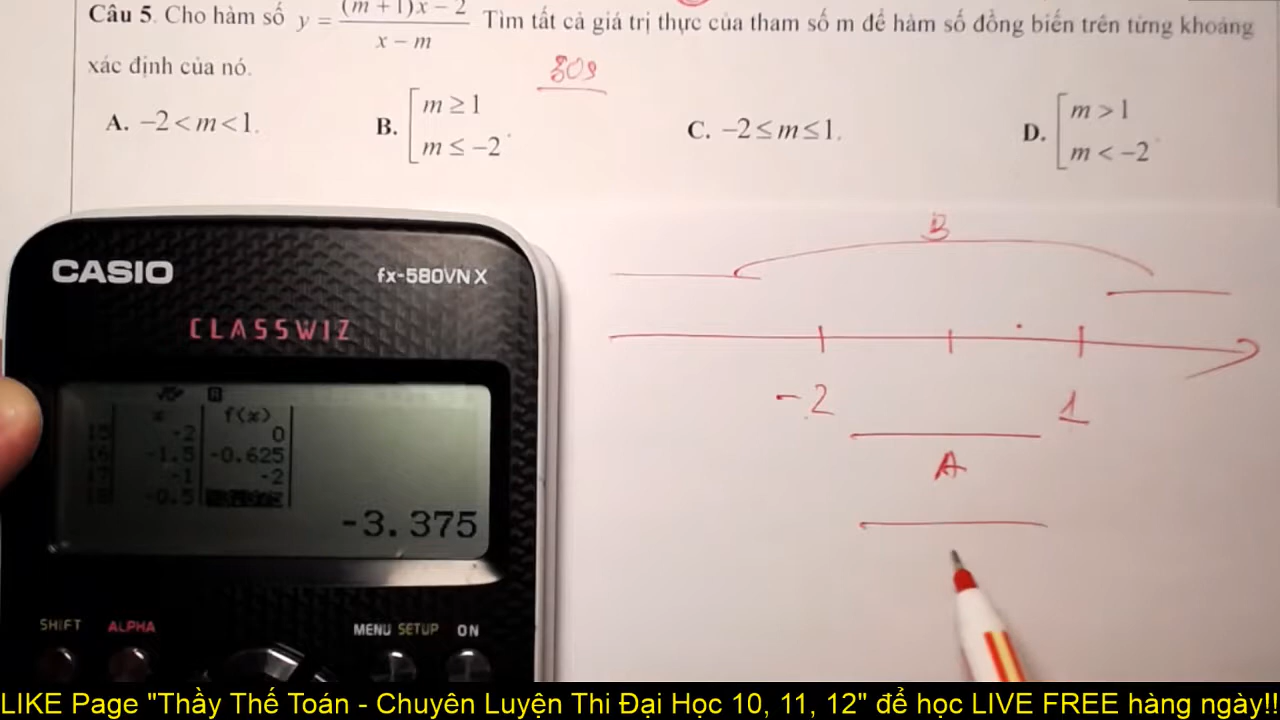 Câu 5. Cho hàm số y = (m+1)x − 2 / x − m Tìm tất cả giá trị thực của tham số m để hàm số đồng biến trên từng khoảng
xác định của nó.
30s
A. −2 < m < 1. B. [ m ≥ 1 m ≤ −2 . C. −2 ≤ m ≤ 1. D. [ m > 1 m < −2 .
B
-2 1
A
CASIO fx-580VN X
CLASSWIZ
x f(x)
-2 0
-1.5 -0.625
-1 -2
-0.5
-3.375
SHIFT ALPHA MENU SETUP ON
LIKE Page "Thầy Thế Toán - Chuyên Luyện Thi Đại Học 10, 11, 12" để học LIVE FREE hàng ngày!!